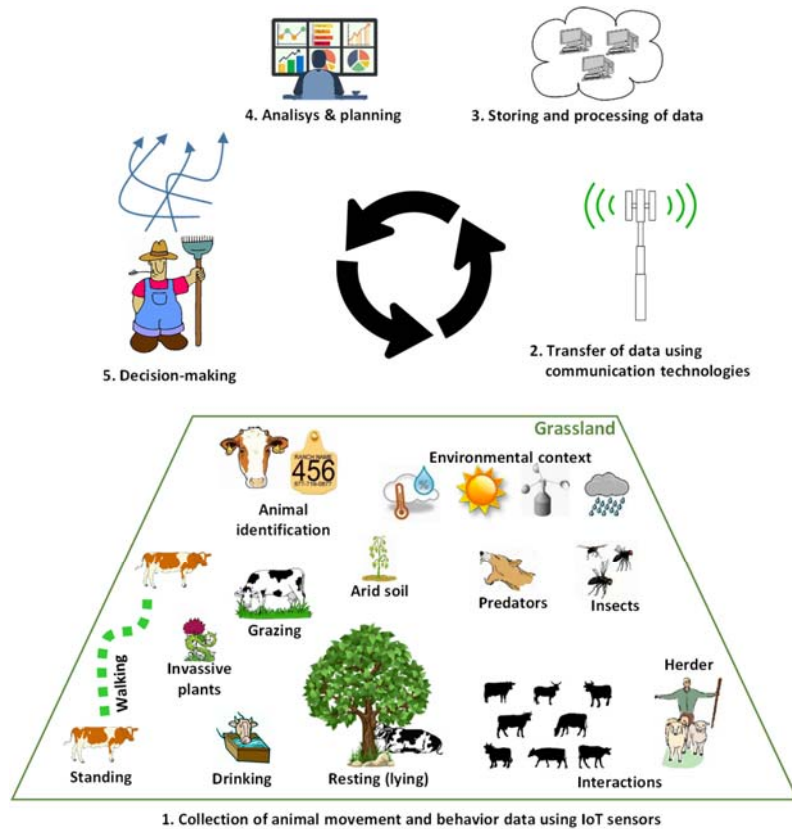 4. Analisys & planning
3. Storing and processing of data
2. Transfer of data using
communication technologies
5. Decision-making
Grassland
Environmental context
%
RANCH NAME
456
Animal
identification
Arid soil
Predators
Insects
Grazing
Invassive
plants
Walking
Herder
Standing
Drinking
Resting (lying)
Interactions
1. Collection of animal movement and behavior data using IoT sensors